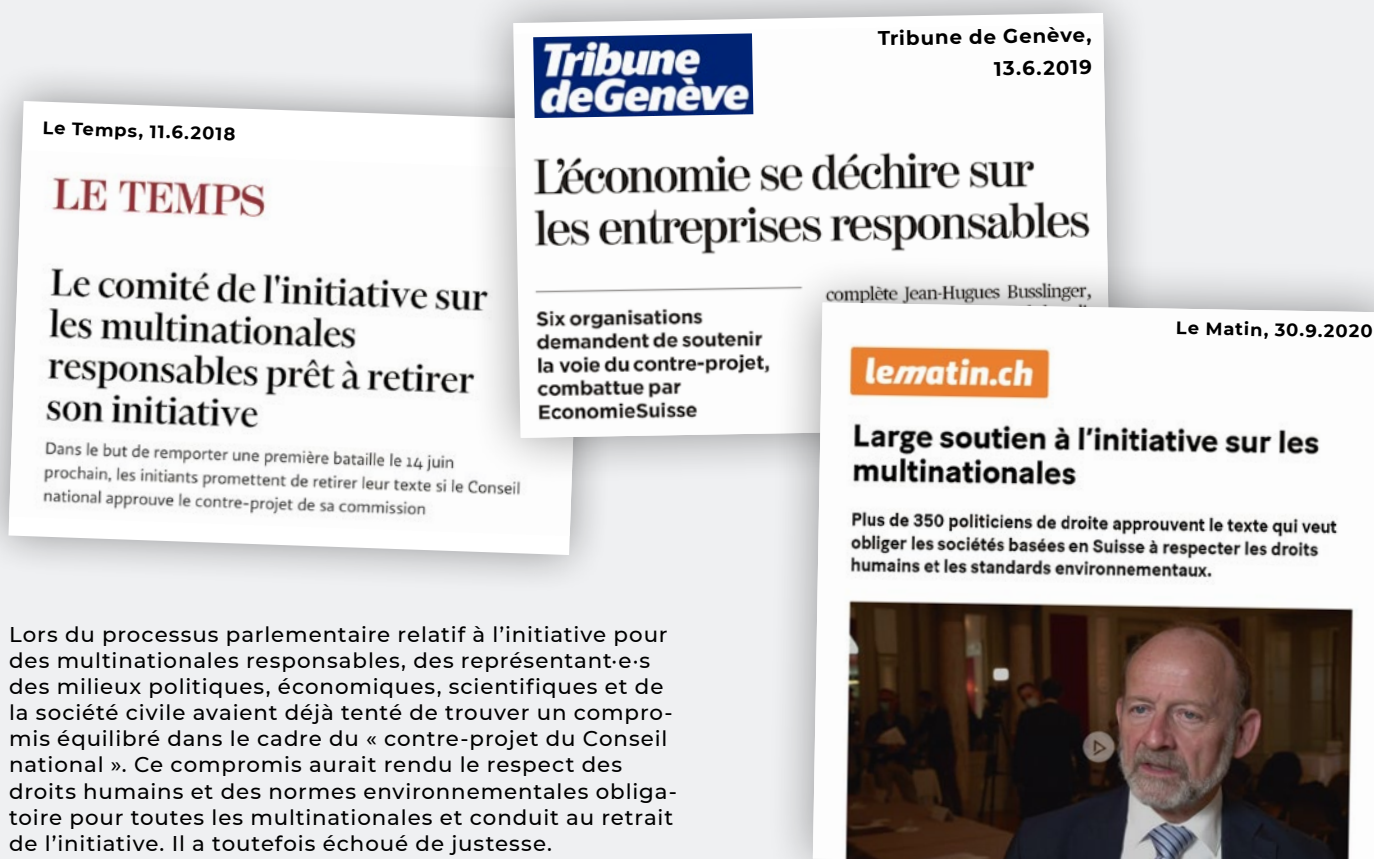 Le Temps, 11.6.2018
LE TEMPS
Le comité de l'initiative sur
les multinationales
responsables prêt à retirer
son initiative
Dans le but de remporter une première bataille le 14 juin
prochain, les initiants promettent de retirer leur texte si le Conseil
national approuve le contre-projet de sa commission
Tribune de Genève,
13.6.2019
Tribune
deGenève
L'économie se déchire sur
les entreprises responsables
Six organisations
demandent de soutenir
la voie du contre-projet,
combattue par
EconomieSuisse
complète Jean-Hugues Busslinger,
Le Matin, 30.9.2020
lematin.ch
Large soutien à l'initiative sur les
multinationales
Plus de 350 politiciens de droite approuvent le texte qui veut
obliger les sociétés basées en Suisse à respecter les droits
humains et les standards environnementaux.
Lors du processus parlementaire relatif à l'initiative pour
des multinationales responsables, des représentant·e·s
des milieux politiques, économiques, scientifiques et de
la société civile avaient déjà tenté de trouver un compro-
mis équilibré dans le cadre du « contre-projet du Conseil
national ». Ce compromis aurait rendu le respect des
droits humains et des normes environnementales obliga-
toire pour toutes les multinationales et conduit au retrait
de l'initiative. Il a toutefois échoué de justesse.